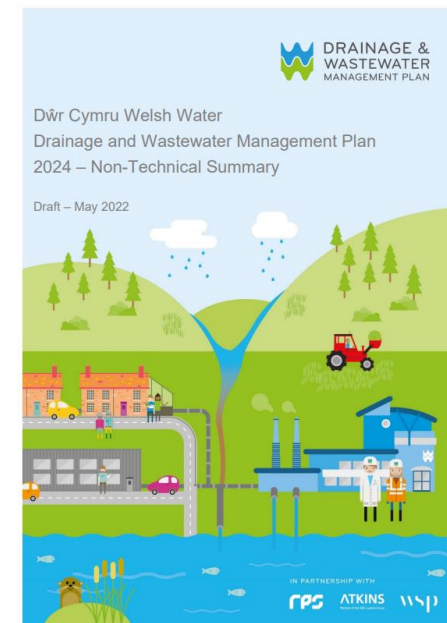 DRAINAGE &
WASTEWATER
MANAGEMENT PLAN
Dŵr Cymru Welsh Water
Drainage and Wastewater Management Plan
2024 – Non-Technical Summary
Draft – May 2022
IN PARTNERSHIP WITH
rps ATKINS wsp